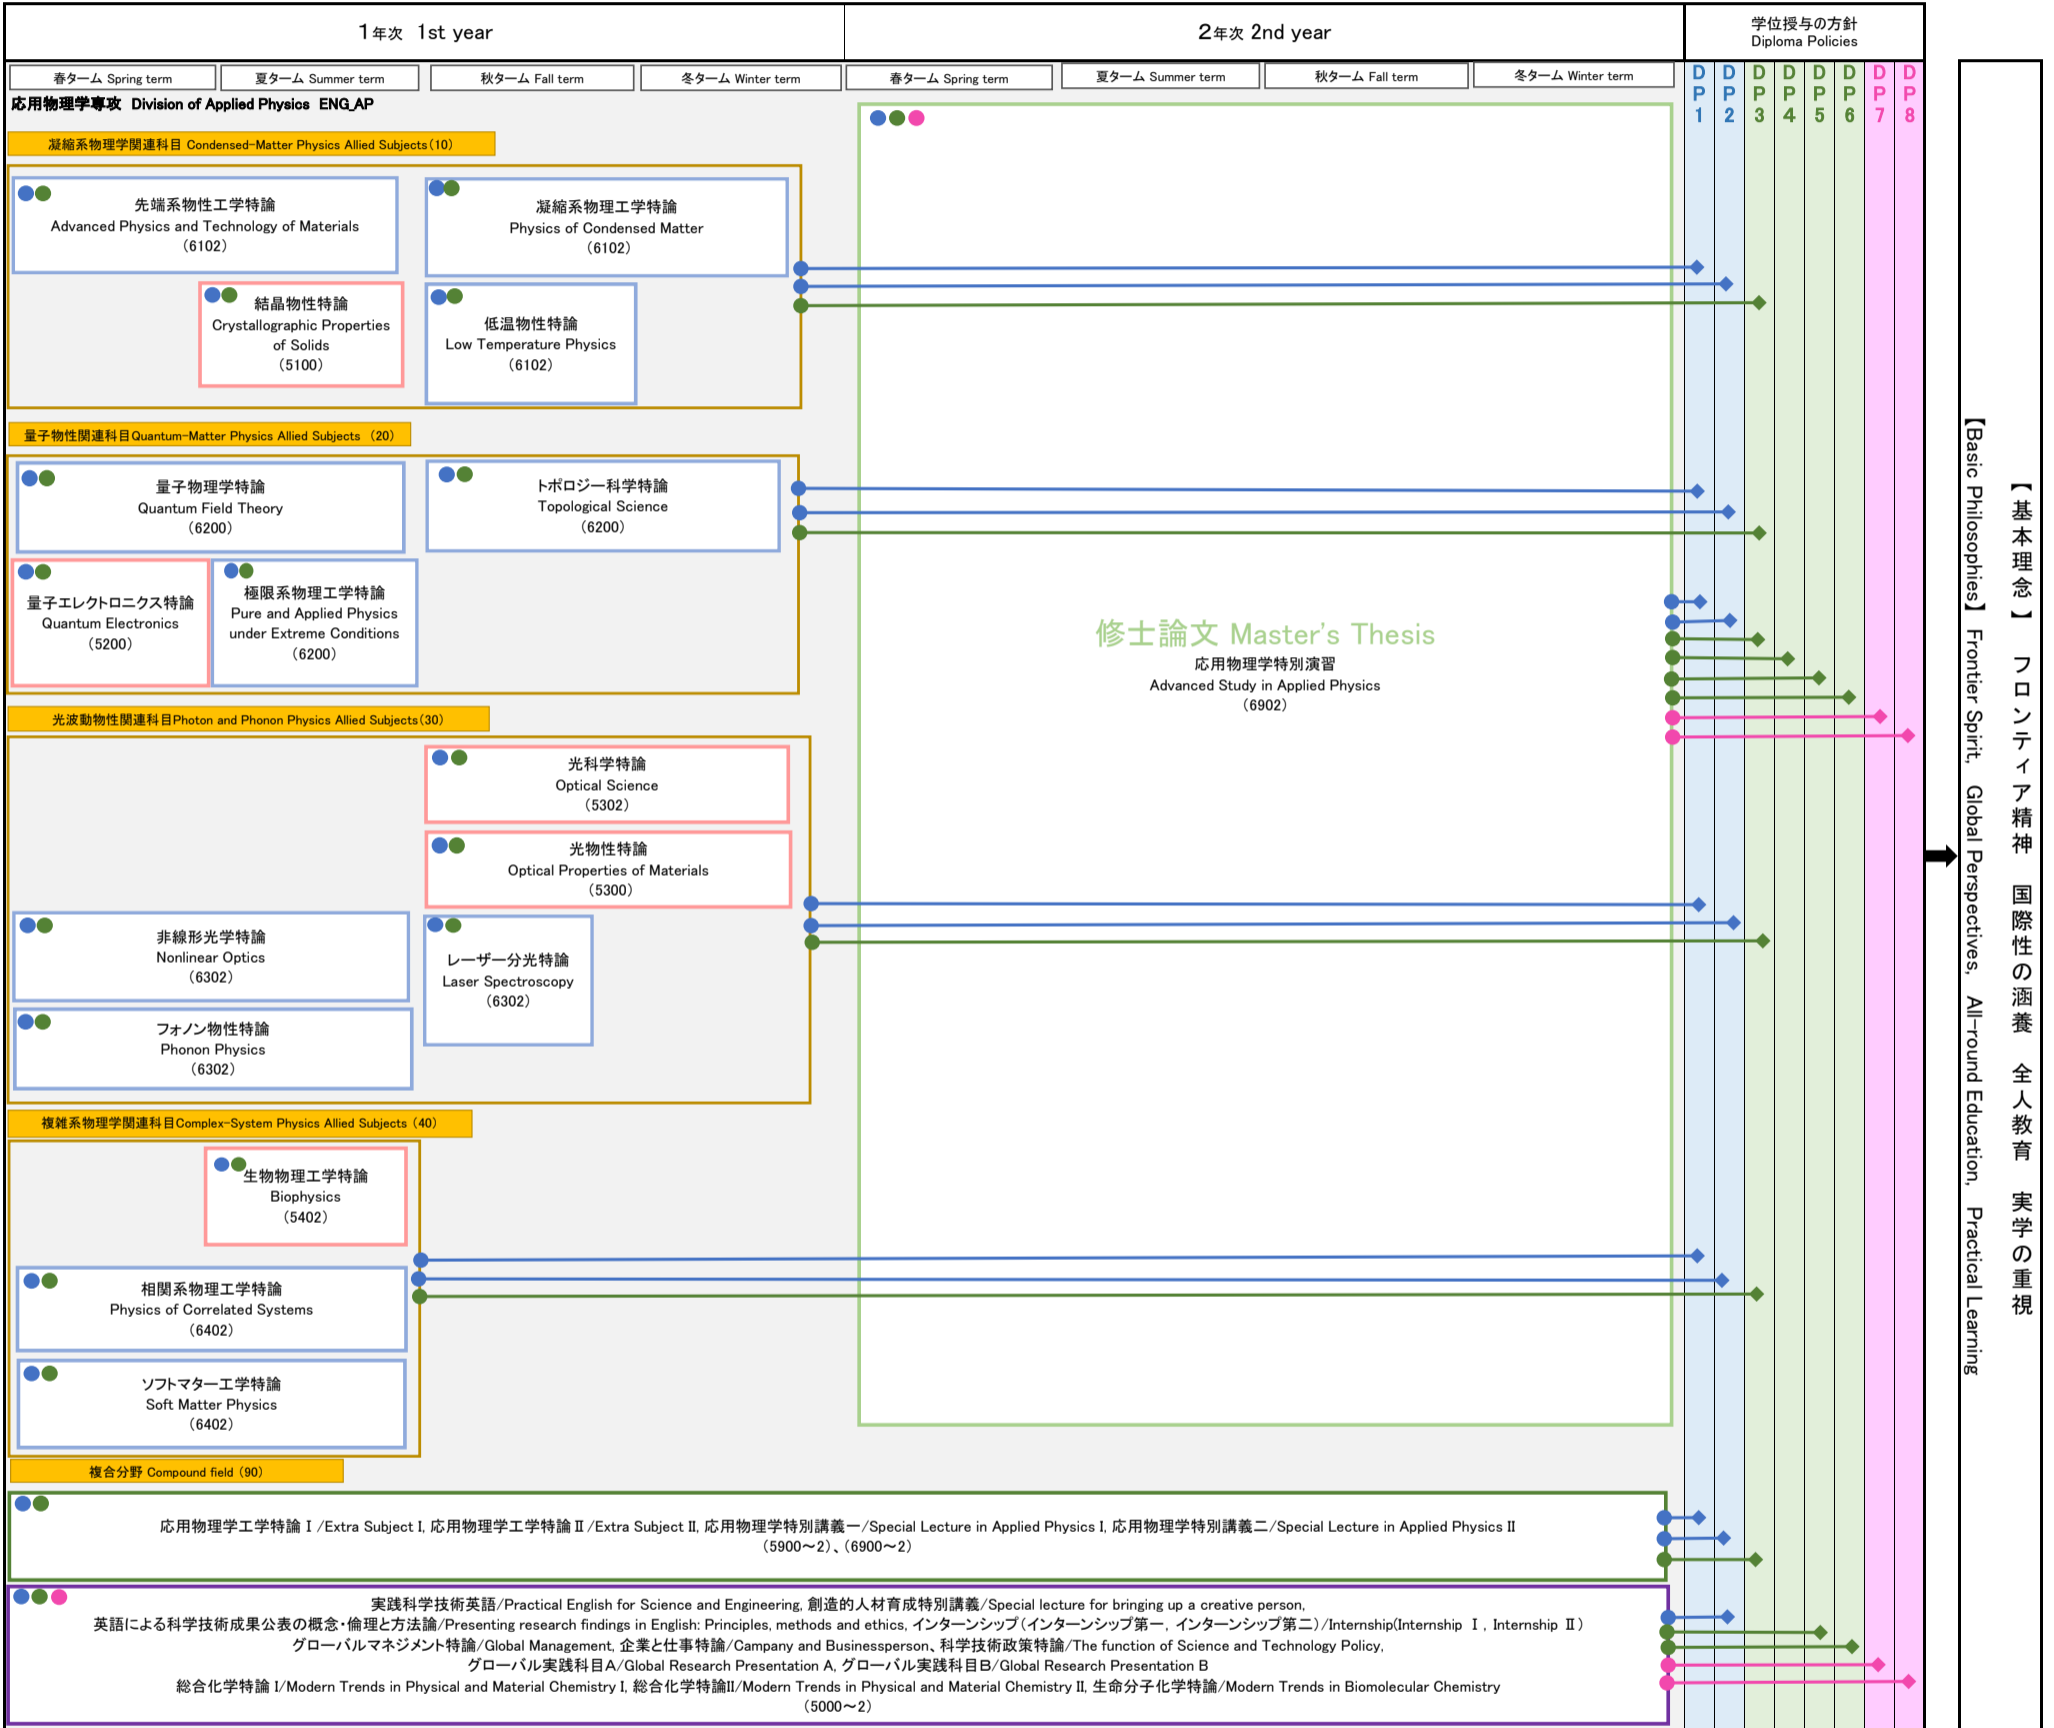 1年次 1st year
2年次 2nd year
学位授与の方針
Diploma Policies
春ターム Spring term
夏ターム Summer term
秋ターム Fall term
冬ターム Winter term
春ターム Spring term
夏ターム Summer term
秋ターム Fall term
冬ターム Winter term
DP1
DP2
DP3
DP4
DP5
DP6
DP7
DP8
応用物理学専攻 Division of Applied Physics ENG_AP
凝縮系物理学関連科目 Condensed-Matter Physics Allied Subjects(10)
先端系物性工学特論
Advanced Physics and Technology of Materials
(6102)
凝縮系物理工学特論
Physics of Condensed Matter
(6102)
結晶物性特論
Crystallographic Properties
of Solids
(5100)
低温物性特論
Low Temperature Physics
(6102)
量子物性関連科目Quantum-Matter Physics Allied Subjects (20)
量子物理学特論
Quantum Field Theory
(6200)
トポロジー科学特論
Topological Science
(6200)
量子エレクトロニクス特論
Quantum Electronics
(5200)
極限系物理工学特論
Pure and Applied Physics
under Extreme Conditions
(6200)
修士論文 Master's Thesis
応用物理学特別演習
Advanced Study in Applied Physics
(6902)
光波動物性関連科目Photon and Phonon Physics Allied Subjects(30)
光科学特論
Optical Science
(5302)
光物性特論
Optical Properties of Materials
(5300)
非線形光学特論
Nonlinear Optics
(6302)
レーザー分光特論
Laser Spectroscopy
(6302)
フォノン物性特論
Phonon Physics
(6302)
複雑系物理学関連科目Complex-System Physics Allied Subjects (40)
生物物理工学特論
Biophysics
(5402)
相関系物理工学特論
Physics of Correlated Systems
(6402)
ソフトマター工学特論
Soft Matter Physics
(6402)
複合分野 Compound field (90)
応用物理学工学特論Ⅰ/Extra Subject I, 応用物理学工学特論Ⅱ/Extra Subject II, 応用物理学特別講義一/Special Lecture in Applied Physics I, 応用物理学特別講義二/Special Lecture in Applied Physics II
(5900～2)、(6900～2)
実践科学技術英語/Practical English for Science and Engineering, 創造的人材育成特別講義/Special lecture for bringing up a creative person,
英語による科学技術成果公表の概念・倫理と方法論/Presenting research findings in English: Principles, methods and ethics, インターンシップ(インターンシップ第一, インターンシップ第二)/Internship(Internship Ⅰ, Internship Ⅱ)
グローバルマネジメント特論/Global Management, 企業と仕事特論/Campany and Businessperson、科学技術政策特論/The function of Science and Technology Policy,
グローバル実践科目A/Global Research Presentation A, グローバル実践科目B/Global Research Presentation B
総合化学特論 I/Modern Trends in Physical and Material Chemistry I, 総合化学特論II/Modern Trends in Physical and Material Chemistry II, 生命分子化学特論/Modern Trends in Biomolecular Chemistry
(5000～2)
【基本理念】 フロンティア精神 国際性の涵養 全人教育 実学の重視
【Basic Philosophies】 Frontier Spirit, Global Perspectives, All-round Education, Practical Learning